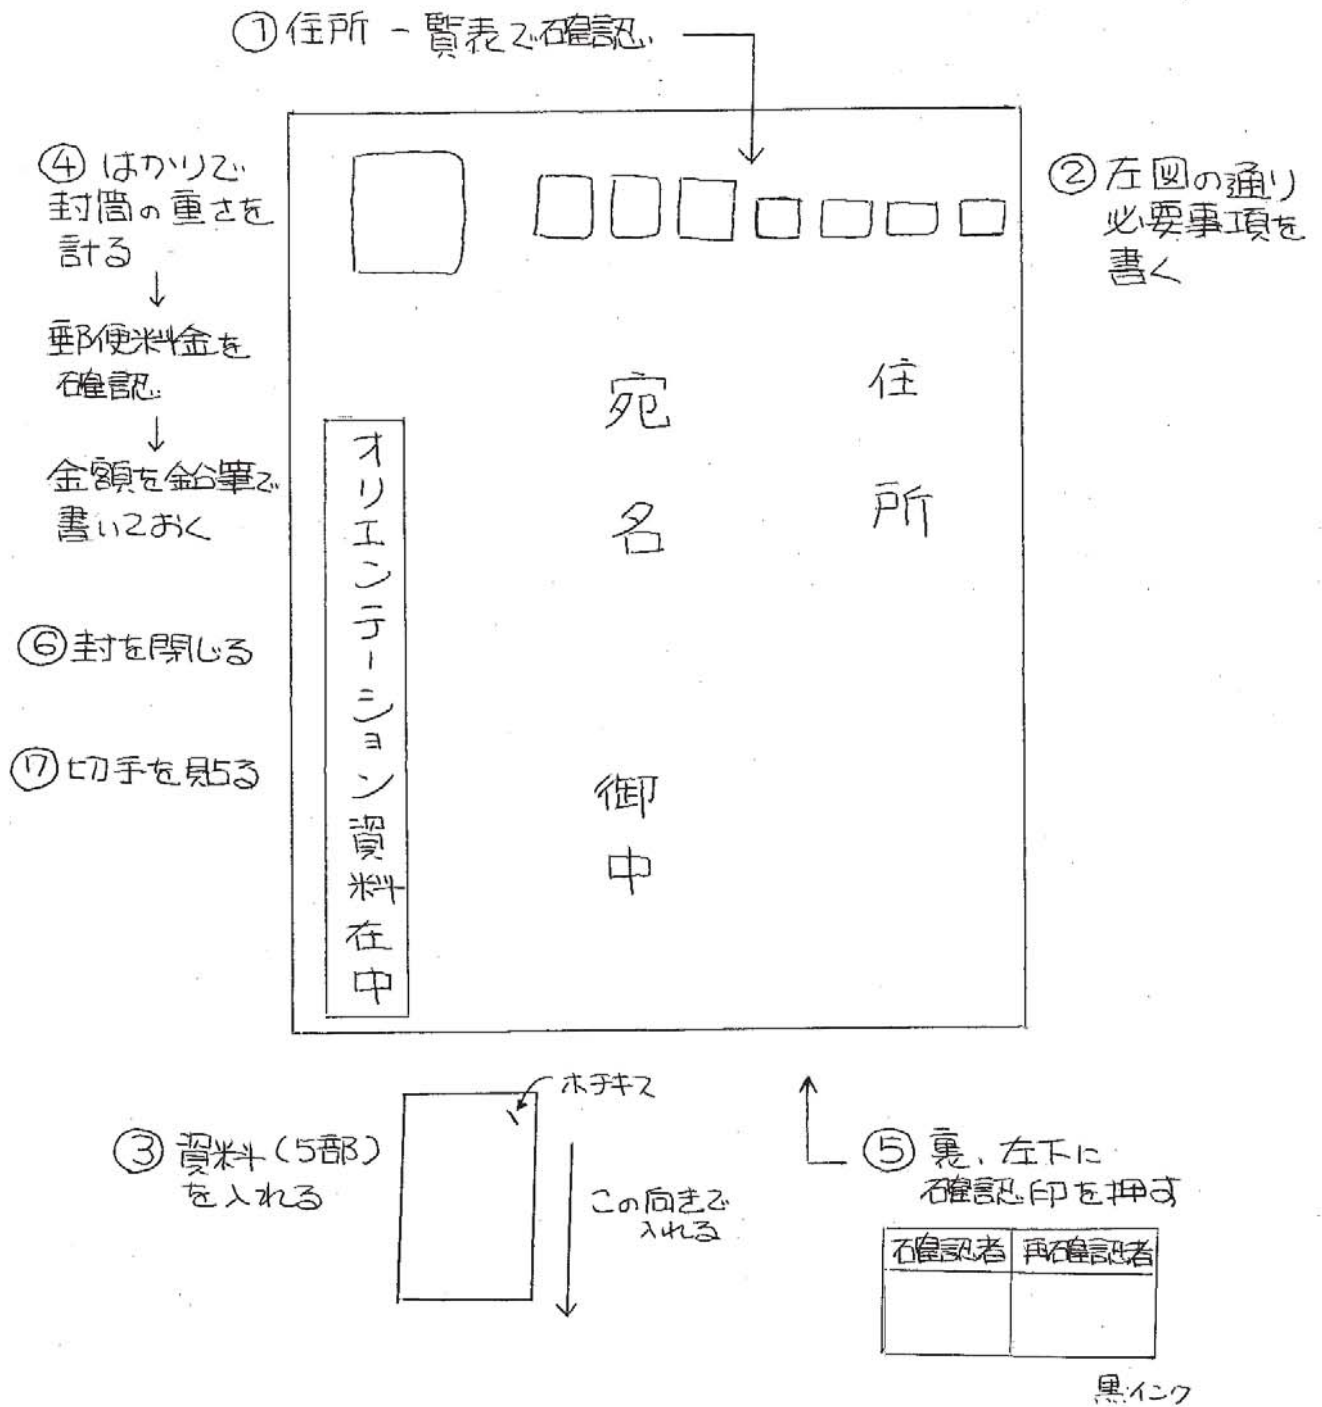 ①住所一覧表で確認
②左図の通り
必要事項を
書く
④はかりで
封筒の重さを
計る
↓
郵便料金を
確認
↓
金額を鉛筆で
書いておく
⑥封を閉じる
⑦切手を貼る
住所
宛名
御中
オリエンテーション資料在中
③資料(5部)
を入れる
ホチキス
この向きで
入れる
⑤裏、左下に
確認印を押す
確認者 再確認者
黒インク